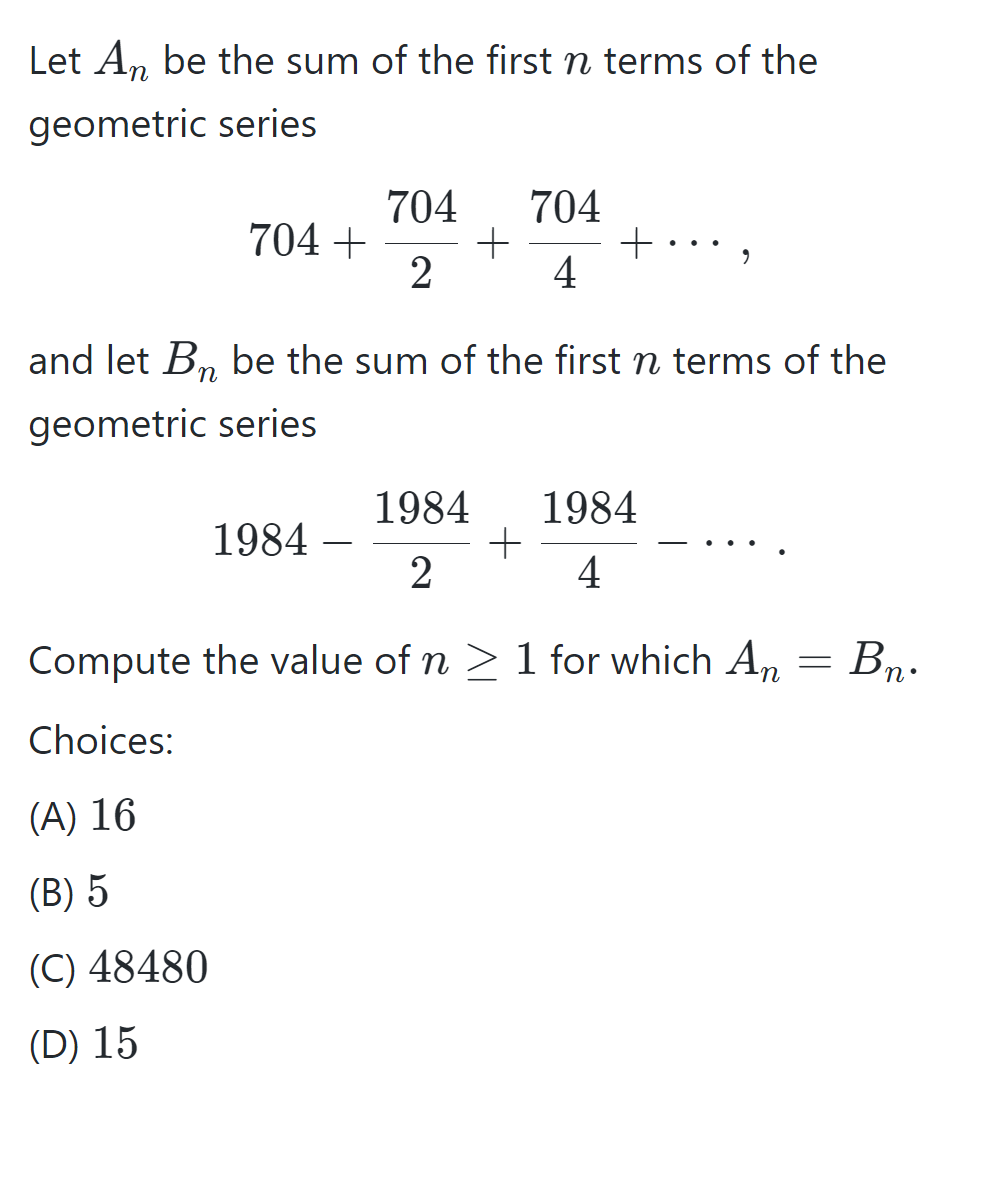 Let $A_n$ be the sum of the first $n$ terms of the
geometric series
$$704 + \frac{704}{2} + \frac{704}{4} + \cdots,$$
and let $B_n$ be the sum of the first $n$ terms of the
geometric series
$$1984 - \frac{1984}{2} + \frac{1984}{4} - \cdots.$$
Compute the value of $n \geq 1$ for which $A_n = B_n.$
Choices:
(A) $16$
(B) $5$
(C) $48480$
(D) $15$